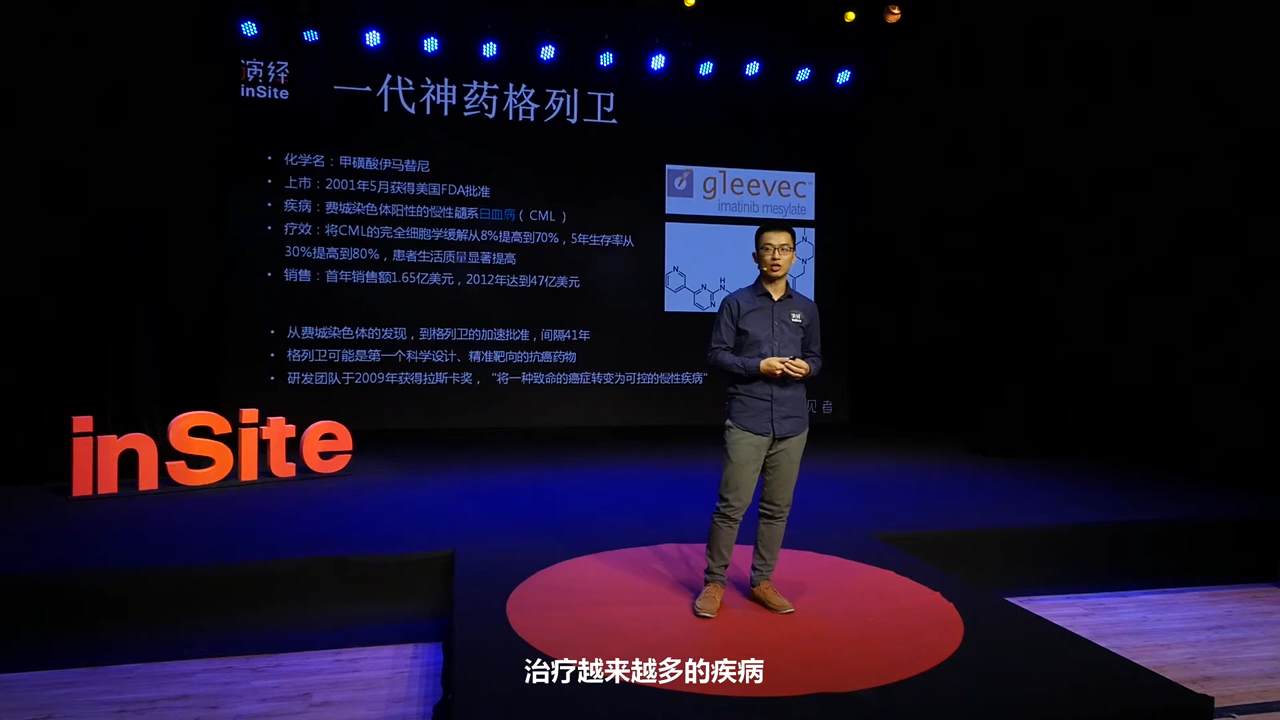 演经
inSite
一代神药格列卫
• 化学名：甲磺酸伊马替尼
• 上市：2001年5月获得美国FDA批准
• 疾病：费城染色体阳性的慢性髓系白血病（CML）
• 疗效：将CML的完全细胞学缓解从8%提高到70%，5年生存率从
30%提高到80%，患者生活质量显著提高
• 销售：首年销售额1.65亿美元，2012年达到47亿美元
• 从费城染色体的发现，到格列卫的加速批准，间隔41年
• 格列卫可能是第一个科学设计、精准靶向的抗癌药物
• 研发团队于2009年获得拉斯卡奖，“将一种致命的癌症转变为可控的慢性疾病”
gleevec
imatinib mesylate
N
N
H
N
N
N
N
见者
inSite
治疗越来越多的疾病